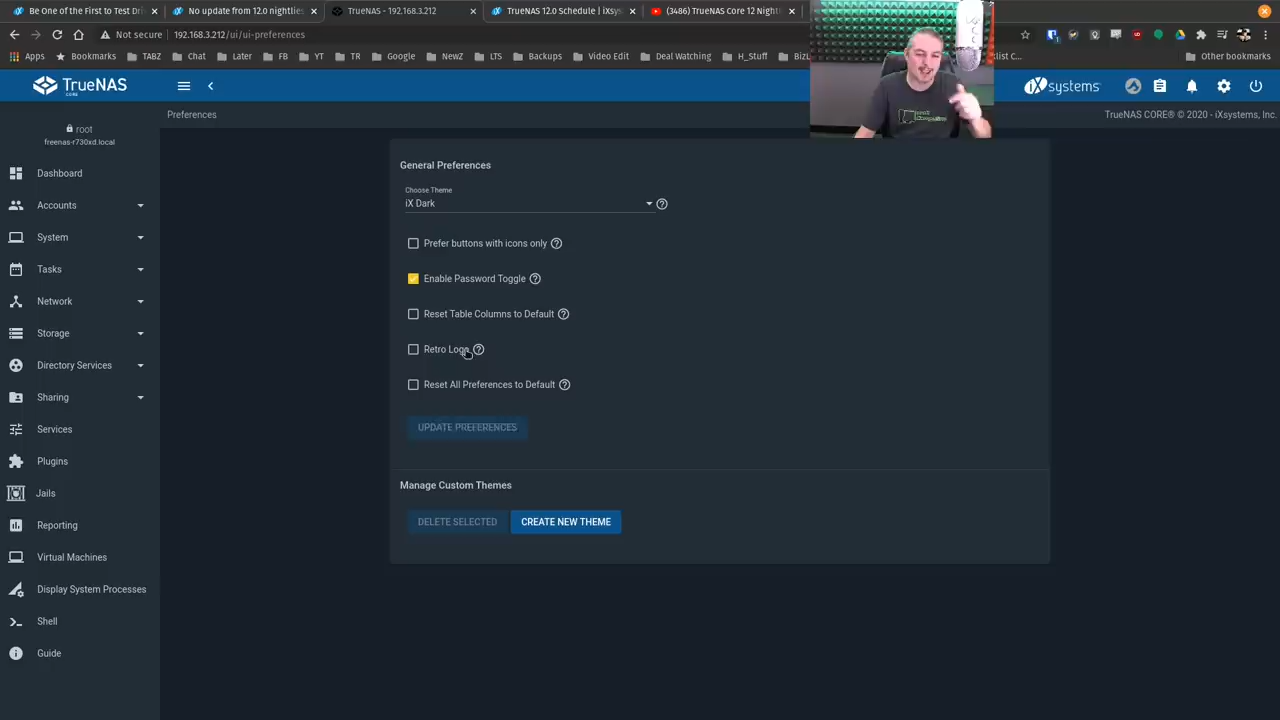 Be One of the First to Test Dri
No update from 12.0 nightlies
TrueNAS - 192.168.3.212
TrueNAS 12.0 Schedule | iXsys
(3486) TrueNAS Core 12 Night
Not secure | 192.168.3.212/ui/ui-preferences
Apps
Bookmarks
TABZ
Chat
YT
TR
Google
NewZ
LTS
Backups
Video Edit
Deal Watching
H_Stuff
Other bookmarks
TrueNAS
CORE
iXsystems
root
freenas-r730xd.local
Preferences
TrueNAS CORE® © 2020 - iXsystems, Inc.
Dashboard
Accounts
System
Tasks
Network
Storage
Directory Services
Sharing
Services
Plugins
Jails
Reporting
Virtual Machines
Display System Processes
Shell
Guide
General Preferences
Choose Theme
iX Dark
Prefer buttons with icons only
Enable Password Toggle
Reset Table Columns to Default
Retro Logo
Reset All Preferences to Default
UPDATE PREFERENCES
Manage Custom Themes
DELETE SELECTED
CREATE NEW THEME